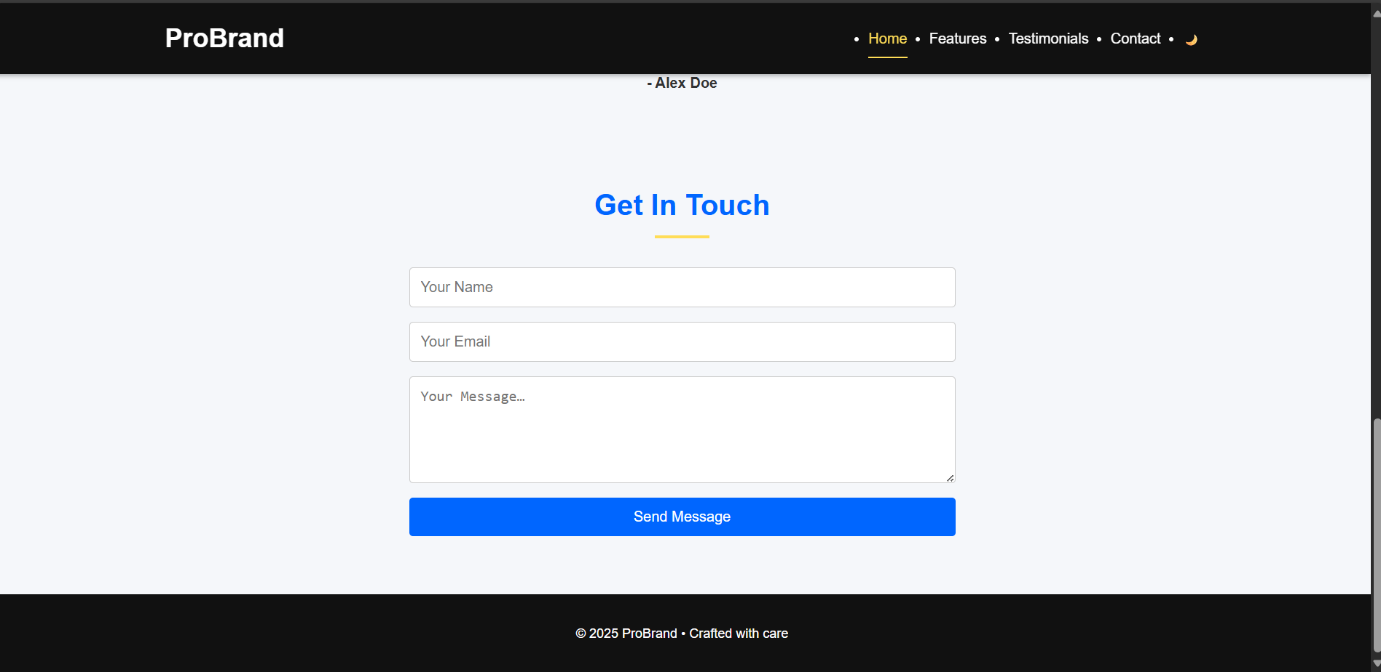 ProBrand
• Home • Features • Testimonials • Contact • 🌙
- Alex Doe
Get In Touch
Your Name
Your Email
Your Message…
Send Message
© 2025 ProBrand • Crafted with care